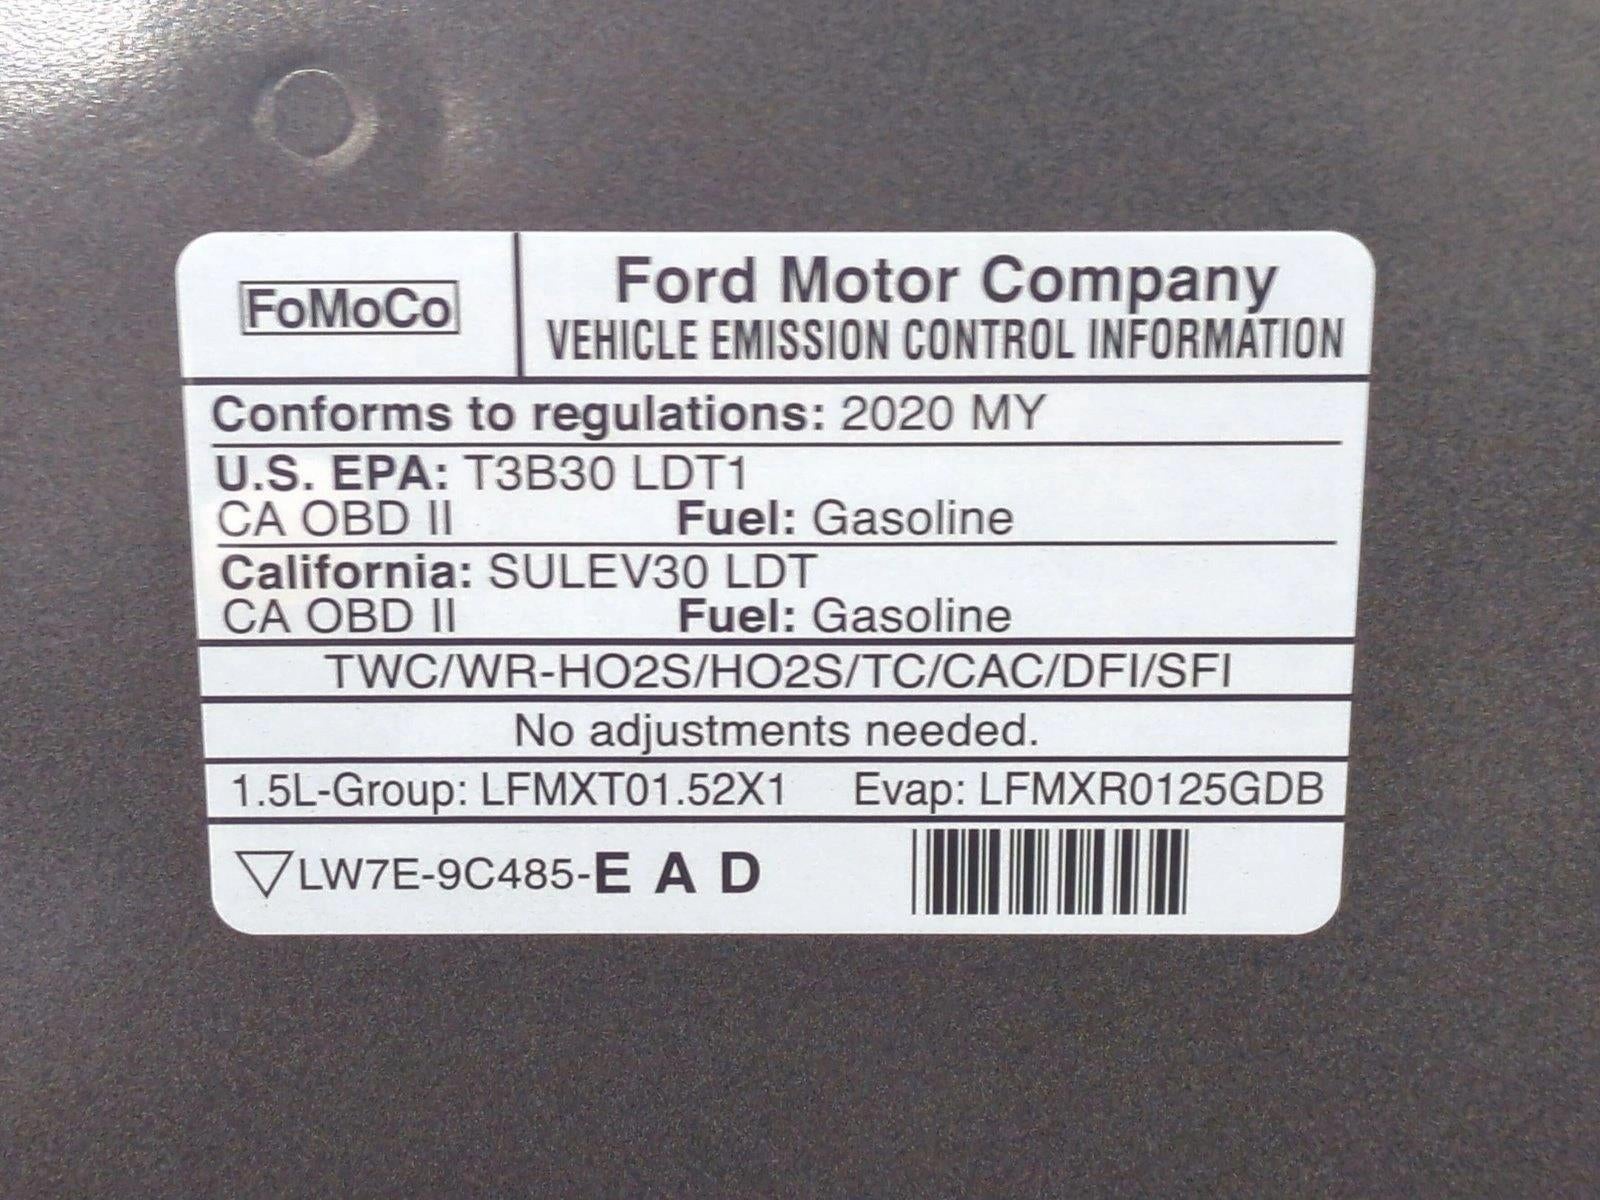 FoMoCo
Ford Motor Company
VEHICLE EMISSION CONTROL INFORMATION
Conforms to regulations: 2020 MY
U.S. EPA: T3B30 LDT1
CA OBD II Fuel: Gasoline
California: SULEV30 LDT
CA OBD II Fuel: Gasoline
TWC/WR-HO2S/HO2S/TC/CAC/DFI/SFI
No adjustments needed.
1.5L-Group: LFMXT01.52X1 Evap: LFMXR0125GDB
▽LW7E-9C485-E A D